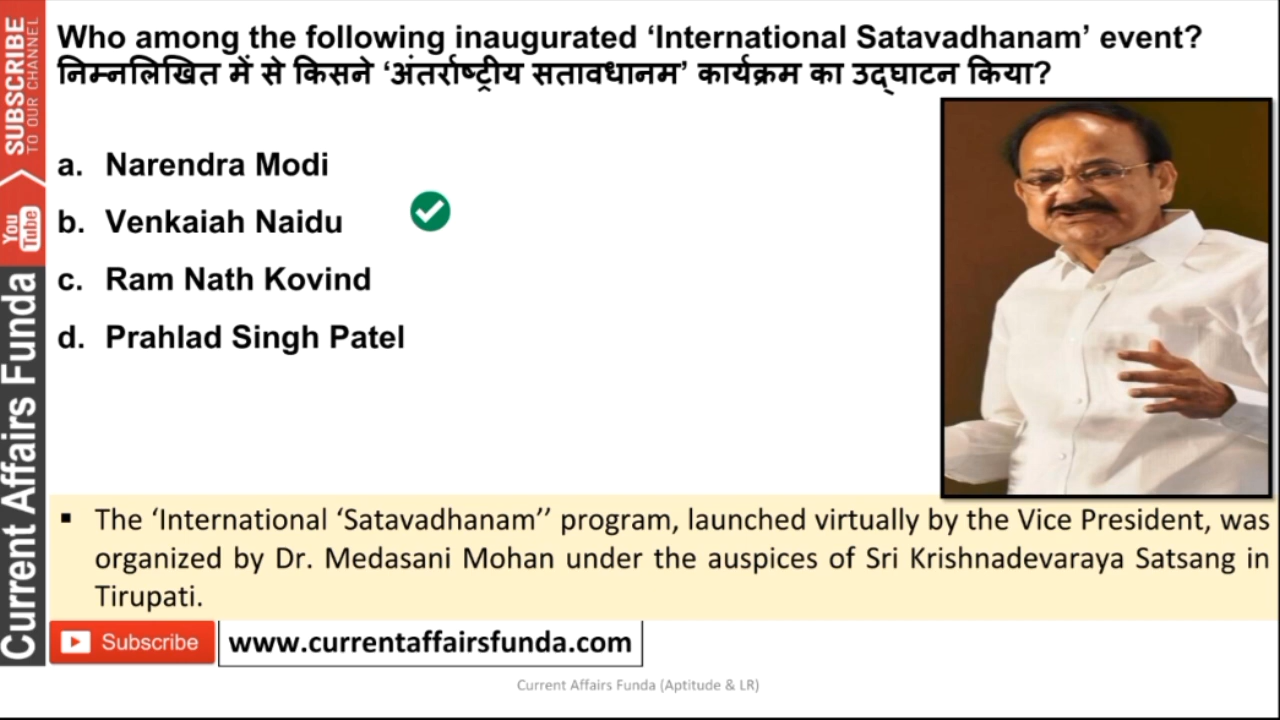 Who among the following inaugurated ‘International Satavadhanam’ event?
निम्नलिखित में से किसने ‘अंतर्राष्ट्रीय सतावधानम’ कार्यक्रम का उद्घाटन किया?
a. Narendra Modi
b. Venkaiah Naidu
c. Ram Nath Kovind
d. Prahlad Singh Patel
▪ The ‘International ‘Satavadhanam’’ program, launched virtually by the Vice President, was
organized by Dr. Medasani Mohan under the auspices of Sri Krishnadevaraya Satsang in
Tirupati.
Subscribe
www.currentaffairsfunda.com
Current Affairs Funda (Aptitude & LR)
SUBSCRIBE
TO OUR CHANNEL
You
Tube
Current Affairs Funda